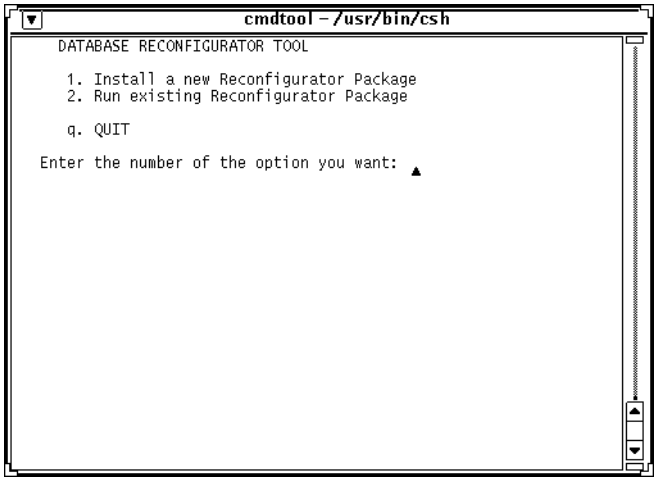 cmdtool – /usr/bin/csh
DATABASE RECONFIGURATOR TOOL
1. Install a new Reconfigurator Package
2. Run existing Reconfigurator Package
q. QUIT
Enter the number of the option you want: